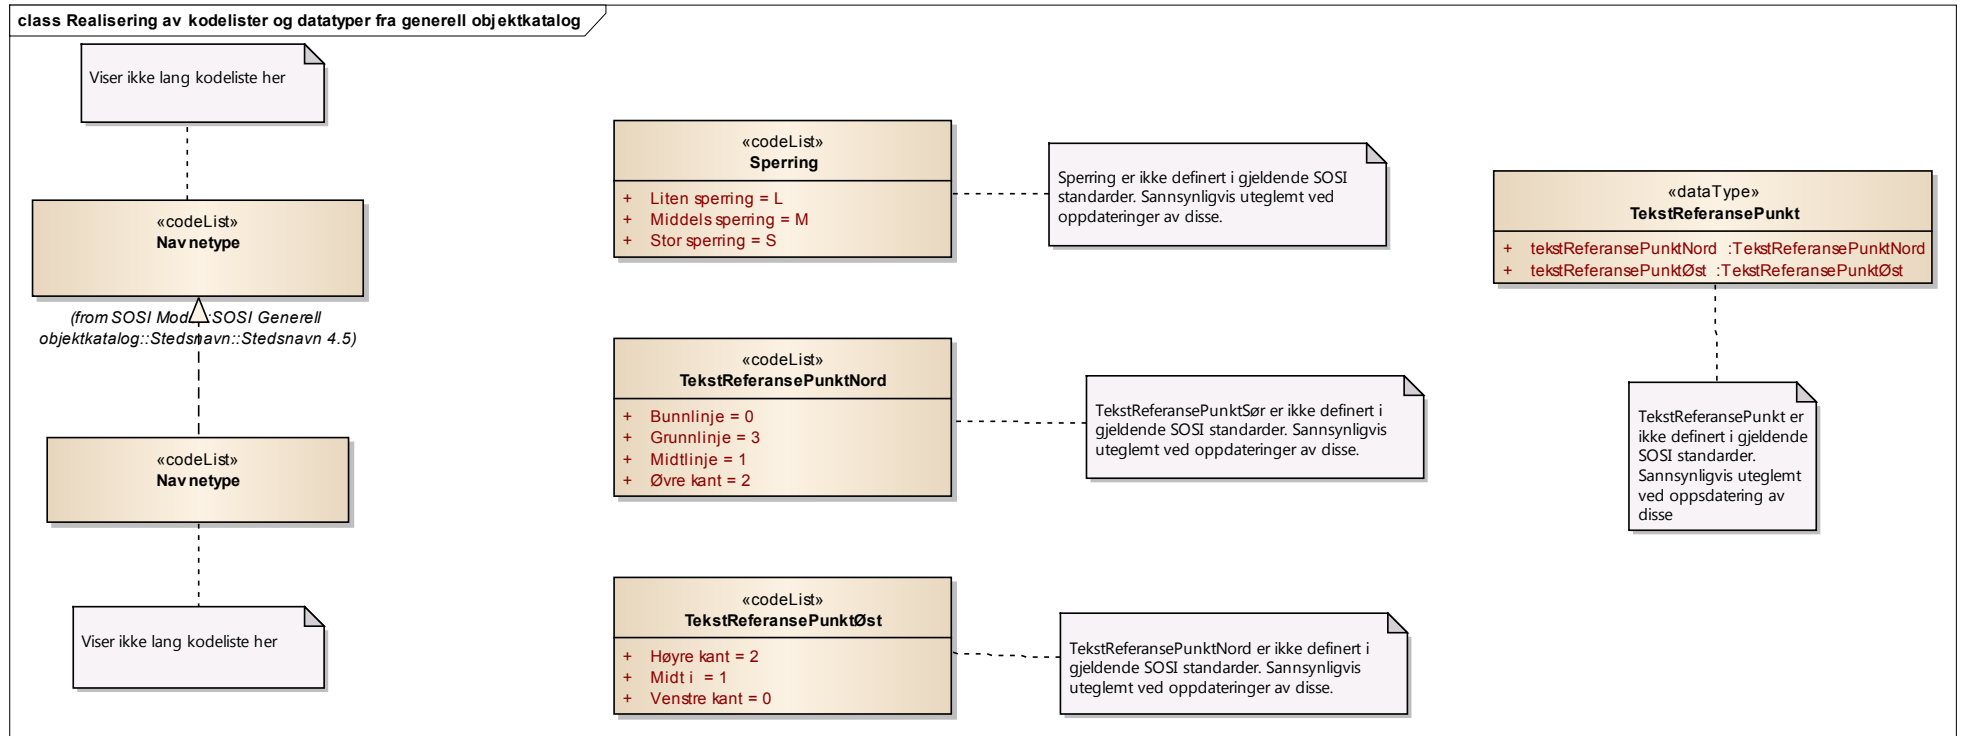 class Realisering av kodelister og datatyper fra generell objektkatalog
Viser ikke lang kodeliste her
«codeList»
Navnetype
(from SOSI Model::SOSI Generell
objektkatalog::Stedsnavn::Stedsnavn 4.5)
«codeList»
Navnetype
Viser ikke lang kodeliste her
«codeList»
Sperring
+ Liten sperring = L
+ Middels sperring = M
+ Stor sperring = S
Sperring er ikke definert i gjeldende SOSI
standarder. Sannsynligvis uteglemt ved
oppdateringer av disse.
«codeList»
TekstReferansePunktNord
+ Bunnlinje = 0
+ Grunnlinje = 3
+ Midtlinje = 1
+ Øvre kant = 2
TekstReferansePunktSør er ikke definert i
gjeldende SOSI standarder. Sannsynligvis
uteglemt ved oppdateringer av disse.
«codeList»
TekstReferansePunktØst
+ Høyre kant = 2
+ Midt i = 1
+ Venstre kant = 0
TekstReferansePunktNord er ikke definert i
gjeldende SOSI standarder. Sannsynligvis
uteglemt ved oppdateringer av disse.
«dataType»
TekstReferansePunkt
+ tekstReferansePunktNord :TekstReferansePunktNord
+ tekstReferansePunktØst :TekstReferansePunktØst
TekstReferansePunkt er
ikke definert i gjeldende
SOSI standarder.
Sannsynligvis uteglemt
ved oppsdatering av
disse